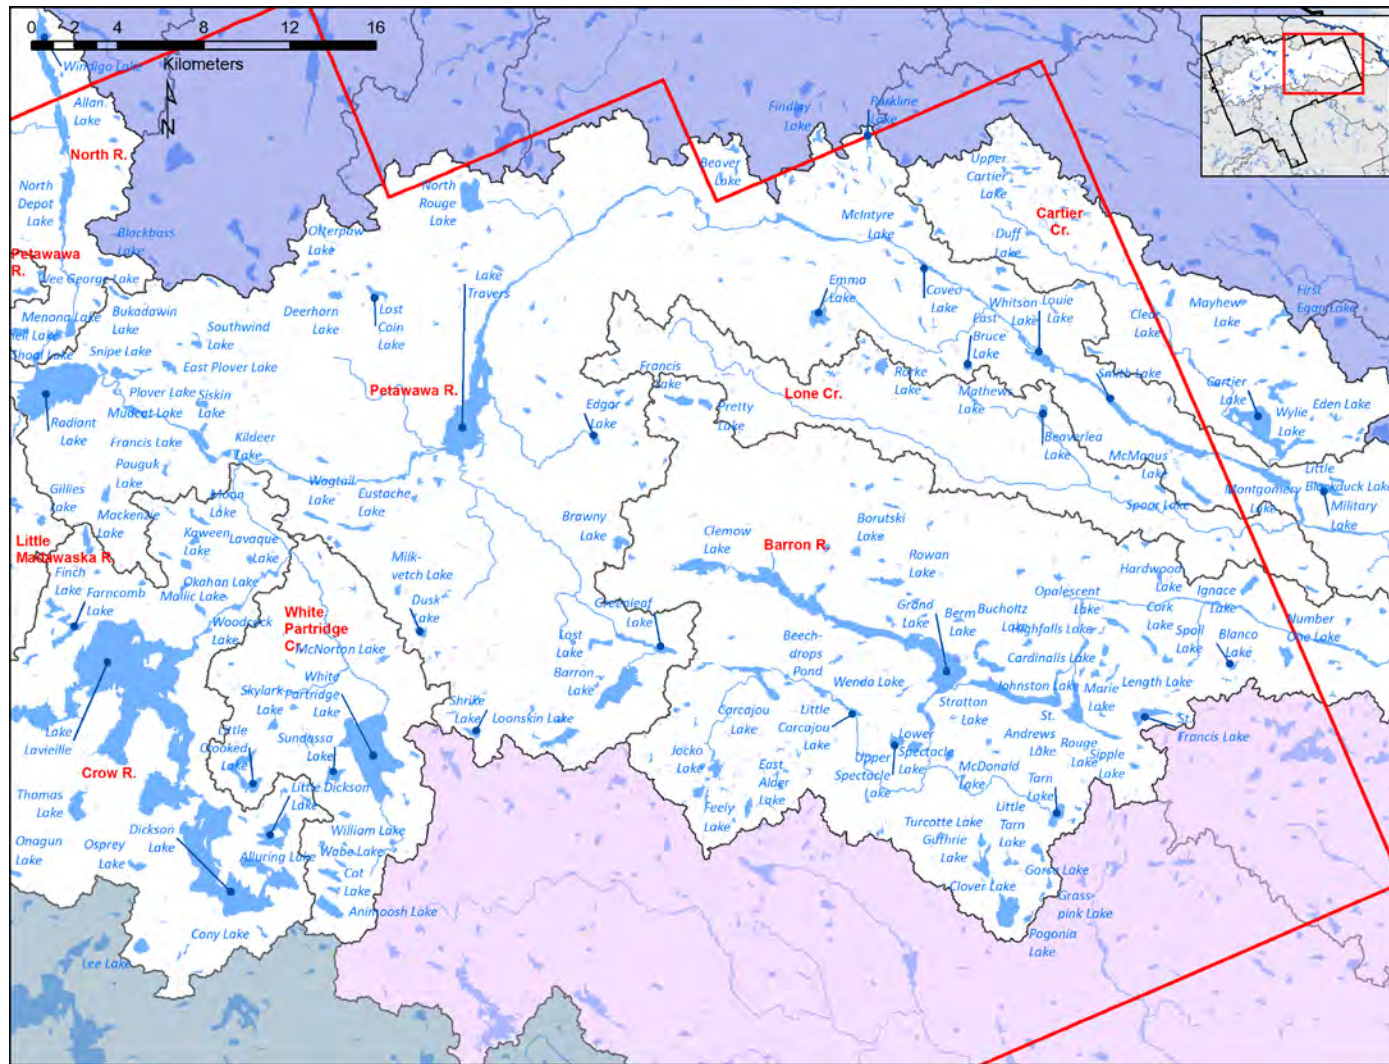 0 2 4 8 12 16
Kilometers
N
Windigo Lake
Allan
Lake
North R.
North
Depot
Lake
Blackbass
Lake
Petawawa
R.
Wee George Lake
Menona Lake
Bukadawin
Lake
Snipe Lake
Southwind
Lake
East Plover Lake
Plover Lake
Siskin
Lake
Mudcat Lake
Radiant
Lake
Francis Lake
Kildeer
Lake
Pauguk
Lake
Gillies
Lake
Mackenzie
Lake
Otterpaw
Lake
Deerhorn
Lake
Lost
Coin
Lake
North
Rouge
Lake
Lake
Travers
Petawawa R.
Edgar
Lake
Wagtail
Lake
Eustache
Lake
Moon
Lake
Kaween
Lake
Lavaque
Lake
Little
Madawaska R.
Finch
Lake
Farncomb
Lake
Okahan Lake
Mallic Lake
Woodcock
Lake
White
Partridge
Cr.
McNorton Lake
White
Partridge
Lake
Skylark
Lake
Sundassa
Lake
Little
Crooked
Lake
Little Dickson
Lake
Lake
Lavieille
Crow R.
Thomas
Lake
Onagun
Lake
Osprey
Lake
Dickson
Lake
Alluring Lake
William Lake
Wabe Lake
Cat
Lake
Animoosh Lake
Cony Lake
Lee Lake
Milk-
vetch Lake
Dusk
Lake
Shrike
Lake
Loonskin Lake
Brawny
Lake
Greenleaf
Lake
Lost
Lake
Barron
Lake
Beaver
Lake
Findlay
Lake
Parkline
Lake
McIntyre
Lake
Upper
Cartier
Lake
Cartier
Cr.
Duff
Lake
Emma
Lake
Coveo
Lake
Whitson
Lake
Louie
Lake
East
Bruce
Lake
Clear
Lake
Mayhew
Lake
First
Egan Lake
Francis
Lake
Pretty
Lake
Lone Cr.
Rorke
Lake
Mathews
Lake
Smith Lake
Cartier
Lake
Wylie
Lake
Eden Lake
Beaverlea
Lake
McManus
Lake
Spoor Lake
Montgomery
Lake
Little
Blackduck Lake
Military
Lake
Clemow
Lake
Barron R.
Borutski
Lake
Rowan
Lake
Grand
Lake
Berm
Lake
Bucholtz
Lake
Opalescent
Lake
Highfalls Lake
Hardwood
Lake
Cork
Lake
Ignace
Lake
Spoil
Lake
Blanco
Lake
Number
One Lake
Beech-
drops
Pond
Wenda Lake
Cardinalis Lake
Johnston Lake
Marie
Lake
Length Lake
Stratton
Lake
St.
Andrews
Lake
Rouge
Lake
Sipple
Lake
St.
Francis Lake
Carcajou
Lake
Little
Carcajou
Lake
Upper
Spectacle
Lake
Lower
Spectacle
Lake
McDonald
Lake
Tarn
Lake
Little
Tarn
Lake
Jocko
Lake
East
Alder
Lake
Feely
Lake
Turcotte Lake
Guthrie
Lake
Clover Lake
Gorse Lake
Grass-
pink Lake
Pogonia
Lake